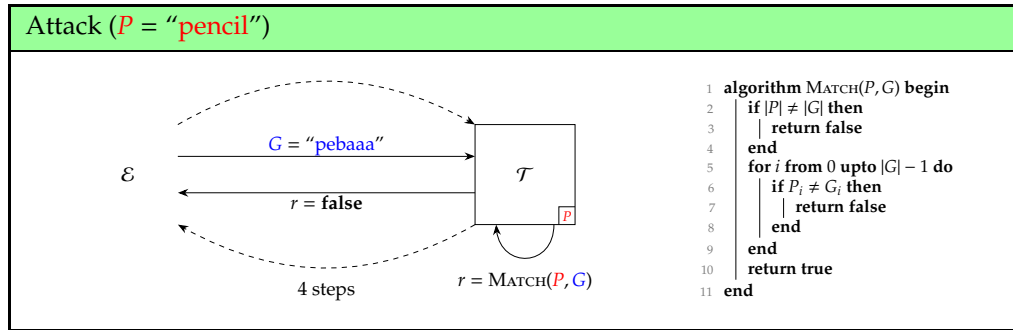 Attack (P = “pencil”)
G = “pebaaa”
ℰ
𝒯
r = false
P
4 steps
r = Match(P, G)
1 algorithm Match(P, G) begin
2 if |P| ≠ |G| then
3 return false
4 end
5 for i from 0 upto |G| − 1 do
6 if Pᵢ ≠ Gᵢ then
7 return false
8 end
9 end
10 return true
11 end